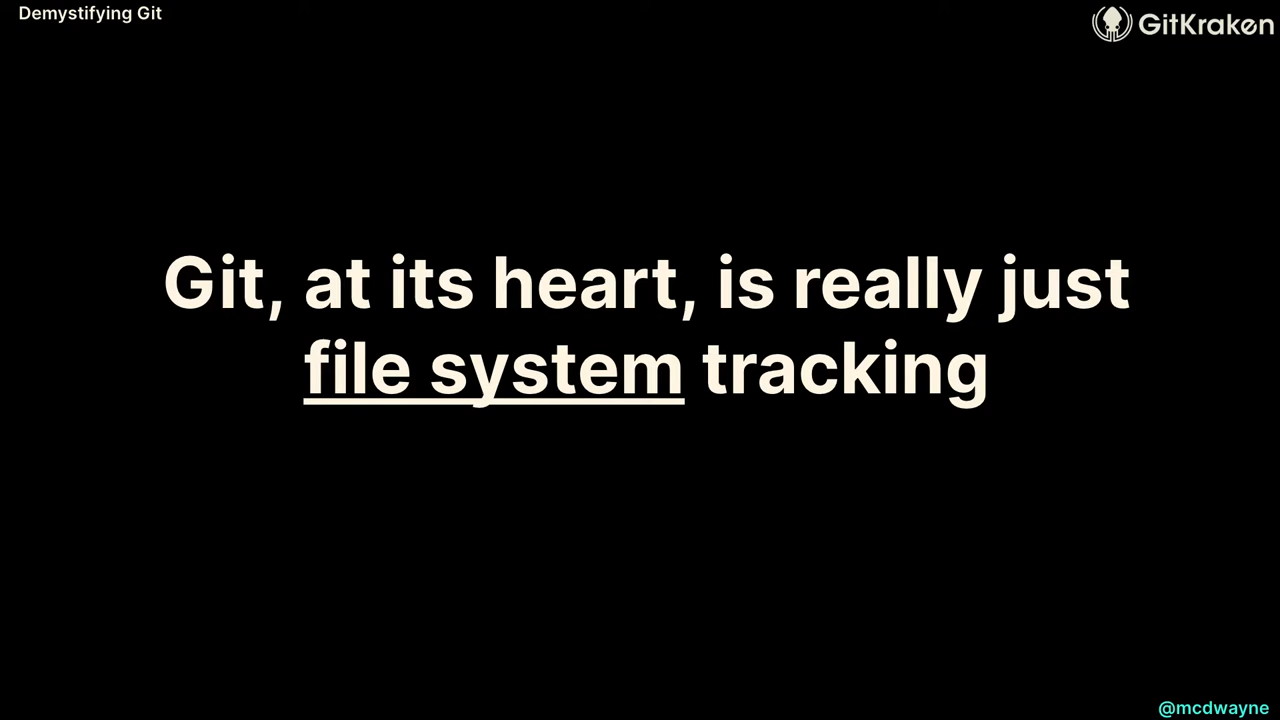 Demystifying Git
GitKraken
Git, at its heart, is really just
file system tracking
@mcdwayne